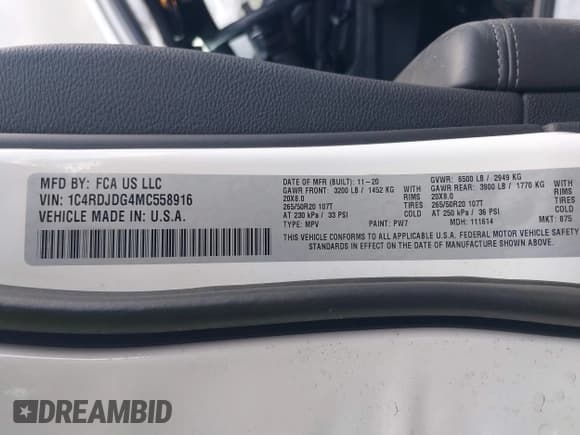 MFD BY: FCA US LLC
VIN: 1C4RDJDG4MC558916
VEHICLE MADE IN U.S.A.
DATE OF MFR (BUILT): 11-20 GVWR: 6500 LB / 2949 KG
GAWR FRONT: 3200 LB / 1452 KG WITH GAWR REAR: 3900 LB / 1770 KG WITH
20X8.0 RIMS 20X8.0 RIMS
265/50R20 107T TIRES 265/50R20 107T TIRES
AT 230 kPa / 33 PSI COLD AT 250 kPa / 36 PSI COLD
TYPE: MPV PAINT: PW7 MDH: 111614 MKT: 875
THIS VEHICLE CONFORMS TO ALL APPLICABLE U.S.A. FEDERAL MOTOR VEHICLE SAFETY
STANDARDS IN EFFECT ON THE DATE OF MANUFACTURE SHOWN ABOVE.
DREAMBID